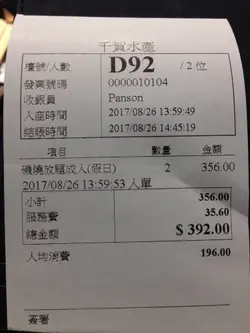 千賀水產
檯號/人數 D92 / 2 位
發票號碼 0000010104
收銀員 Panson
入座時間 2017/08/26 13:59:49
結賬時間 2017/08/26 14:45:19
項目 數量 金額
磯燒放題成人(假日) 2 356.00
2017/08/26 13:59:53 入單
小計 356.00
服務費 35.60
總金額 $ 392.00
人均消費 196.00
簽署